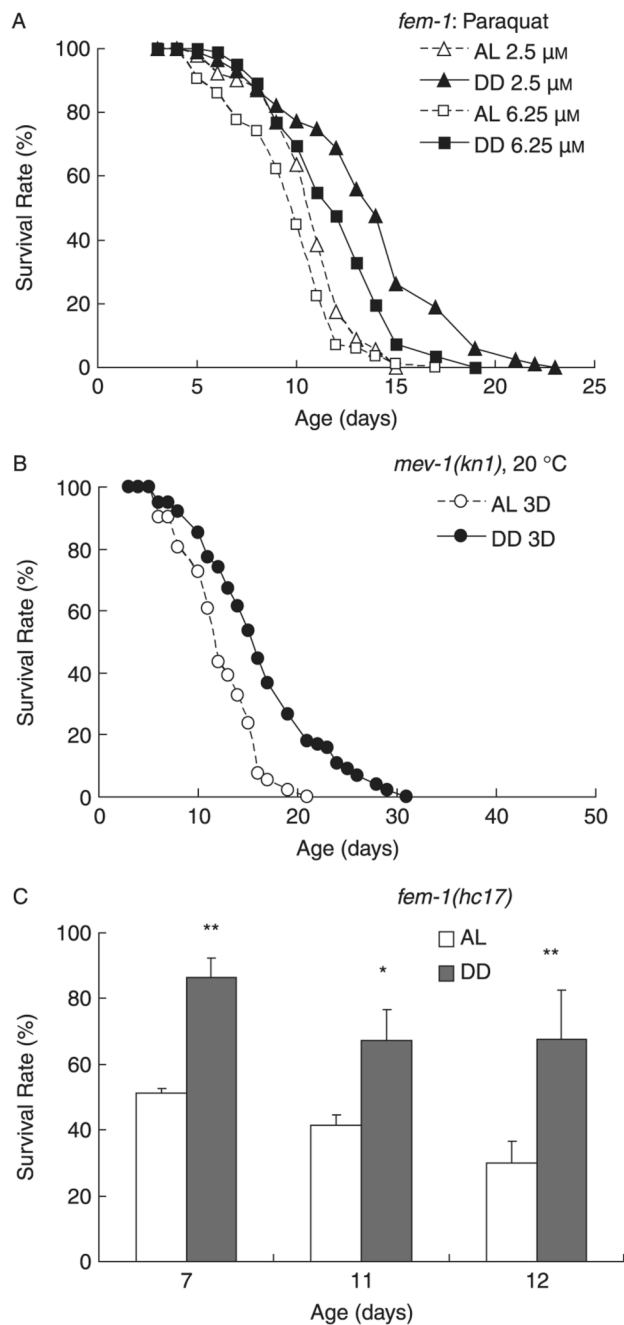 A
fem-1: Paraquat
AL 2.5 μM
DD 2.5 μM
AL 6.25 μM
DD 6.25 μM
Survival Rate (%)
100
80
60
40
20
0
0 5 10 15 20 25
Age (days)
B
mev-1(kn1), 20 °C
AL 3D
DD 3D
Survival Rate (%)
100
80
60
40
20
0
0 10 20 30 40 50
Age (days)
C
fem-1(hc17)
AL
DD
Survival Rate (%)
100
80
60
40
20
0
** * **
7 11 12
Age (days)